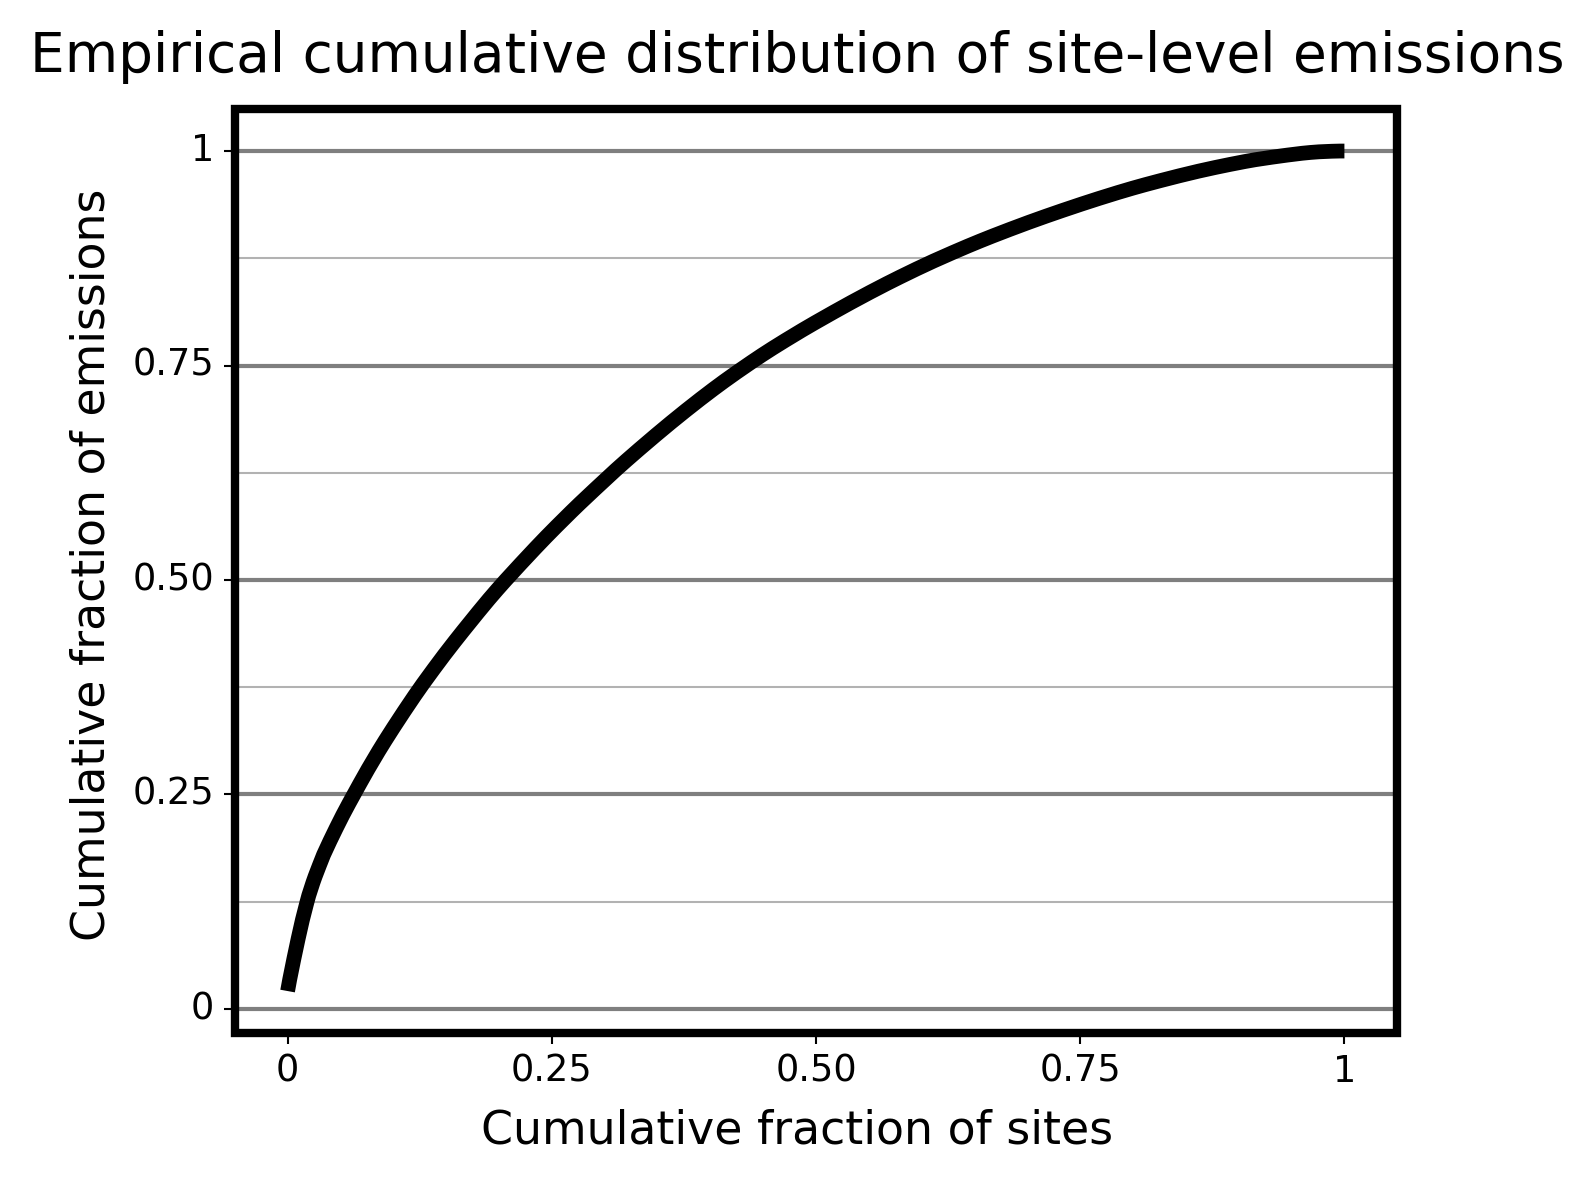 Empirical cumulative distribution of site-level emissions
Cumulative fraction of emissions
1
0.75
0.50
0.25
0
0 0.25 0.50 0.75 1
Cumulative fraction of sites